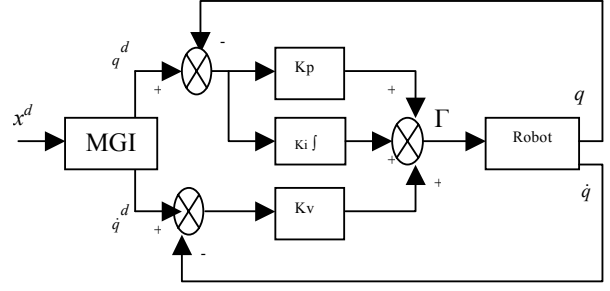 -
q^d
Kp
+
+
q
x^d
MGI
Ki ∫
Γ
Robot
+
q̇
q̇^d
+
Kv
+
-